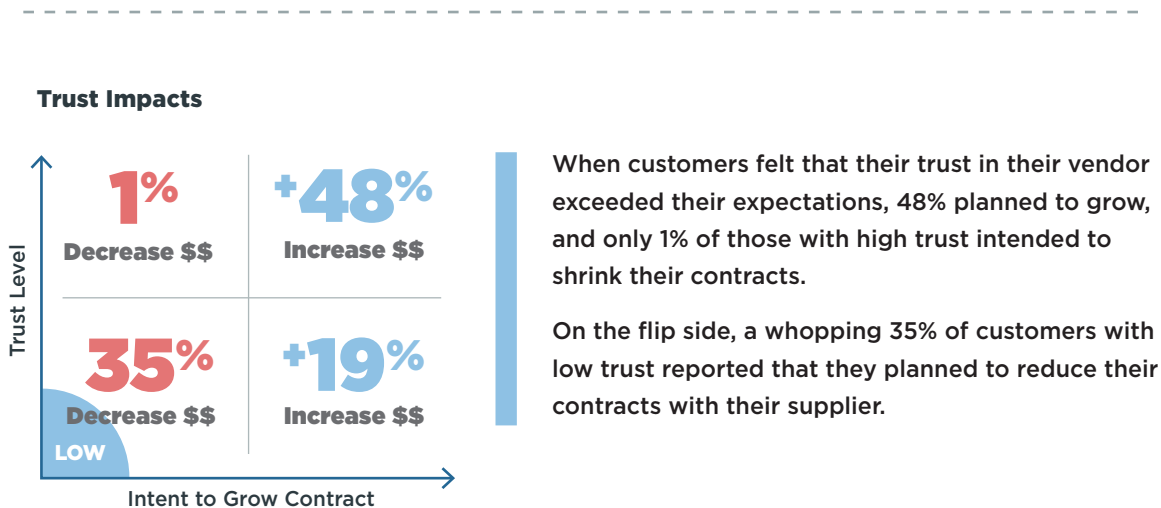 Trust Impacts
Trust Level
1%
Decrease $$
+48%
Increase $$
35%
Decrease $$
+19%
Increase $$
LOW
Intent to Grow Contract
When customers felt that their trust in their vendor
exceeded their expectations, 48% planned to grow,
and only 1% of those with high trust intended to
shrink their contracts.
On the flip side, a whopping 35% of customers with
low trust reported that they planned to reduce their
contracts with their supplier.